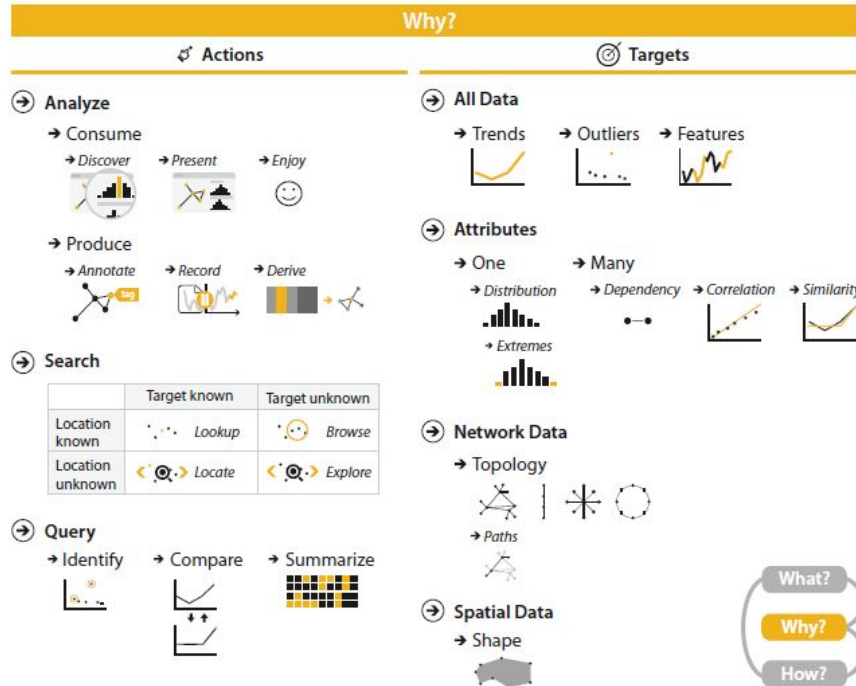 Why?
Actions
Analyze
Consume
Discover
Present
Enjoy
Produce
Annotate
tag
Record
Derive
Search
Target known
Target unknown
Location known
Lookup
Browse
Location unknown
Locate
Explore
Query
Identify
Compare
Summarize
Targets
All Data
Trends
Outliers
Features
Attributes
One
Many
Distribution
Dependency
Correlation
Similarity
Extremes
Network Data
Topology
Paths
Spatial Data
Shape
What?
Why?
How?